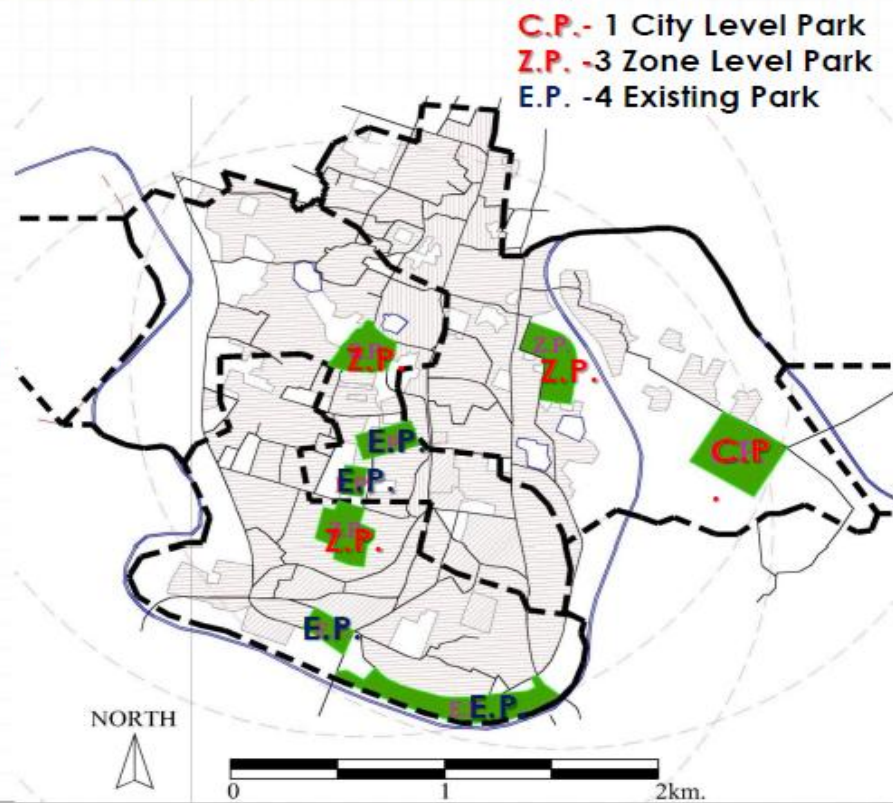 C.P.- 1 City Level Park
Z.P. -3 Zone Level Park
E.P. -4 Existing Park
Z.P.
Z.P.
Z.P.
E.P.
C.P
E.P.
Z.P.
E.P.
E.P
NORTH
0 1 2km.